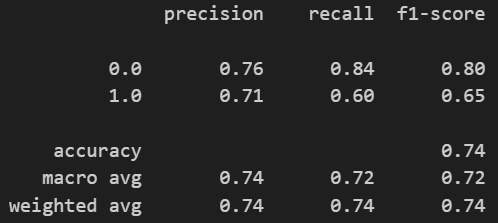 precision recall f1-score
0.0 0.76 0.84 0.80
1.0 0.71 0.60 0.65
accuracy 0.74
macro avg 0.74 0.72 0.72
weighted avg 0.74 0.74 0.74